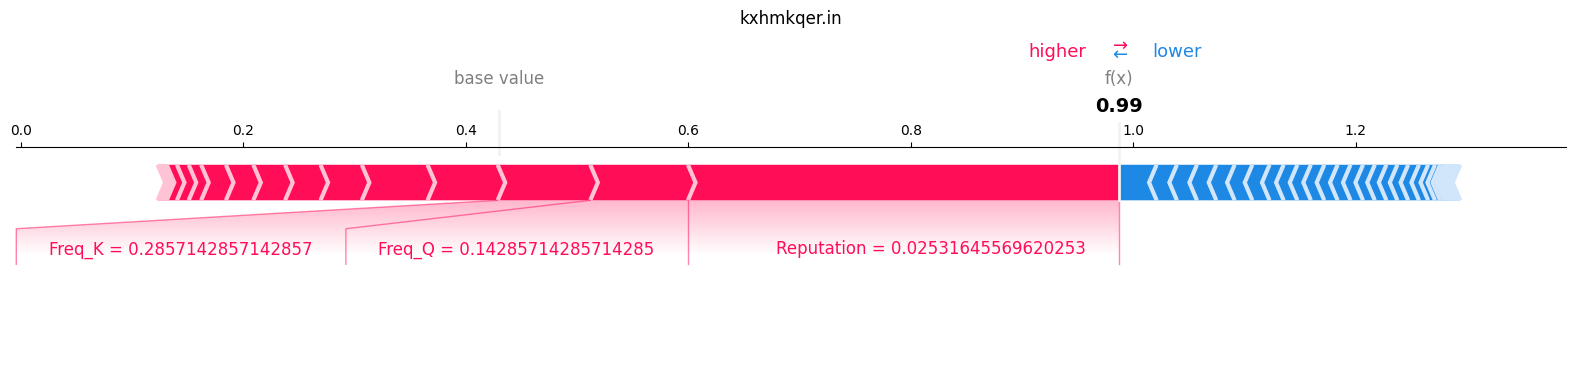 kxhmkqer.in
higher ⇄ lower
base value f(x)
0.99
0.0 0.2 0.4 0.6 0.8 1.0 1.2
Freq_K = 0.2857142857142857 Freq_Q = 0.14285714285714285 Reputation = 0.02531645569620253